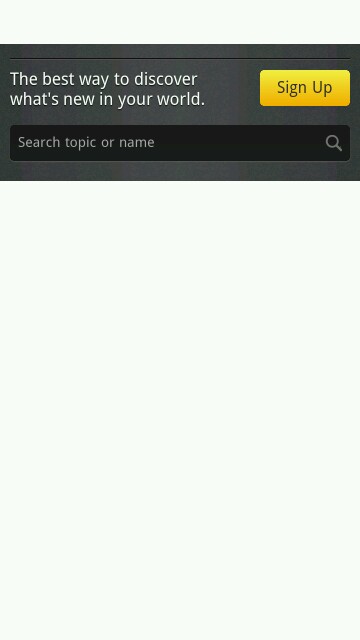 The best way to discover
what's new in your world.
Sign Up
Search topic or name